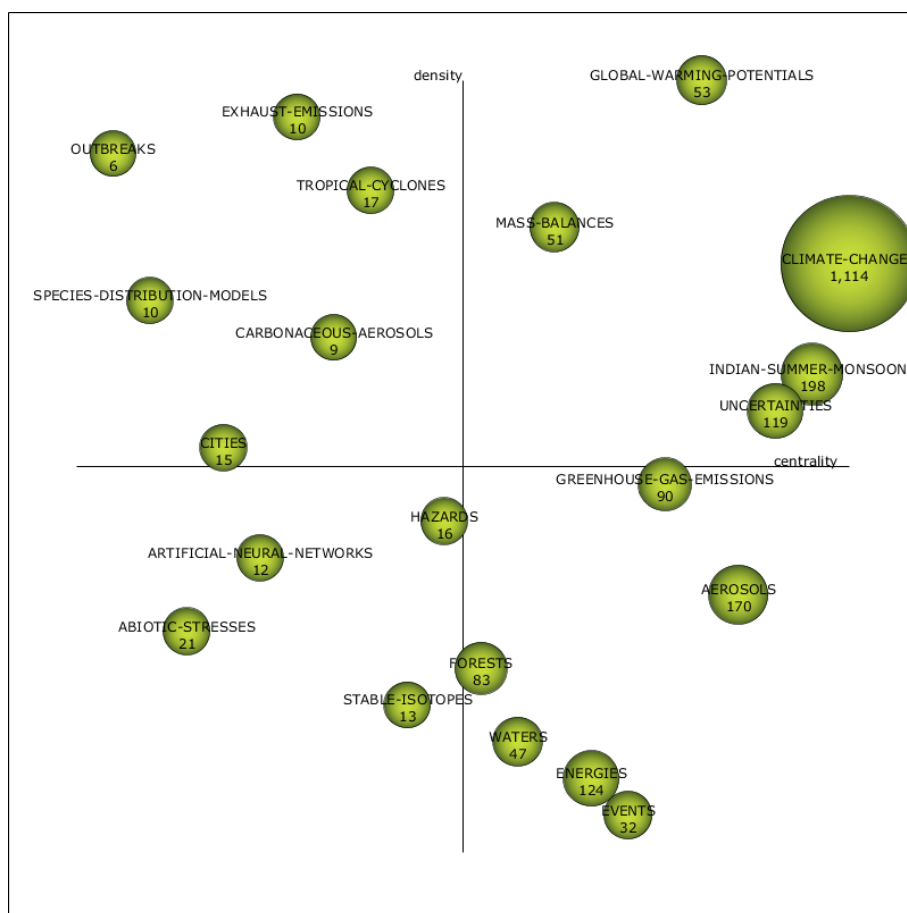 density
GLOBAL-WARMING-POTENTIALS
53
EXHAUST-EMISSIONS
10
OUTBREAKS
6
TROPICAL-CYCLONES
17
MASS-BALANCES
51
CLIMATE-CHANGE
1,114
SPECIES-DISTRIBUTION-MODELS
10
CARBONACEOUS-AEROSOLS
9
INDIAN-SUMMER-MONSOON
198
UNCERTAINTIES
119
CITIES
15
centrality
GREENHOUSE-GAS-EMISSIONS
90
HAZARDS
16
ARTIFICIAL-NEURAL-NETWORKS
12
AEROSOLS
170
ABIOTIC-STRESSES
21
FORESTS
83
STABLE-ISOTOPES
13
WATERS
47
ENERGIES
124
EVENTS
32